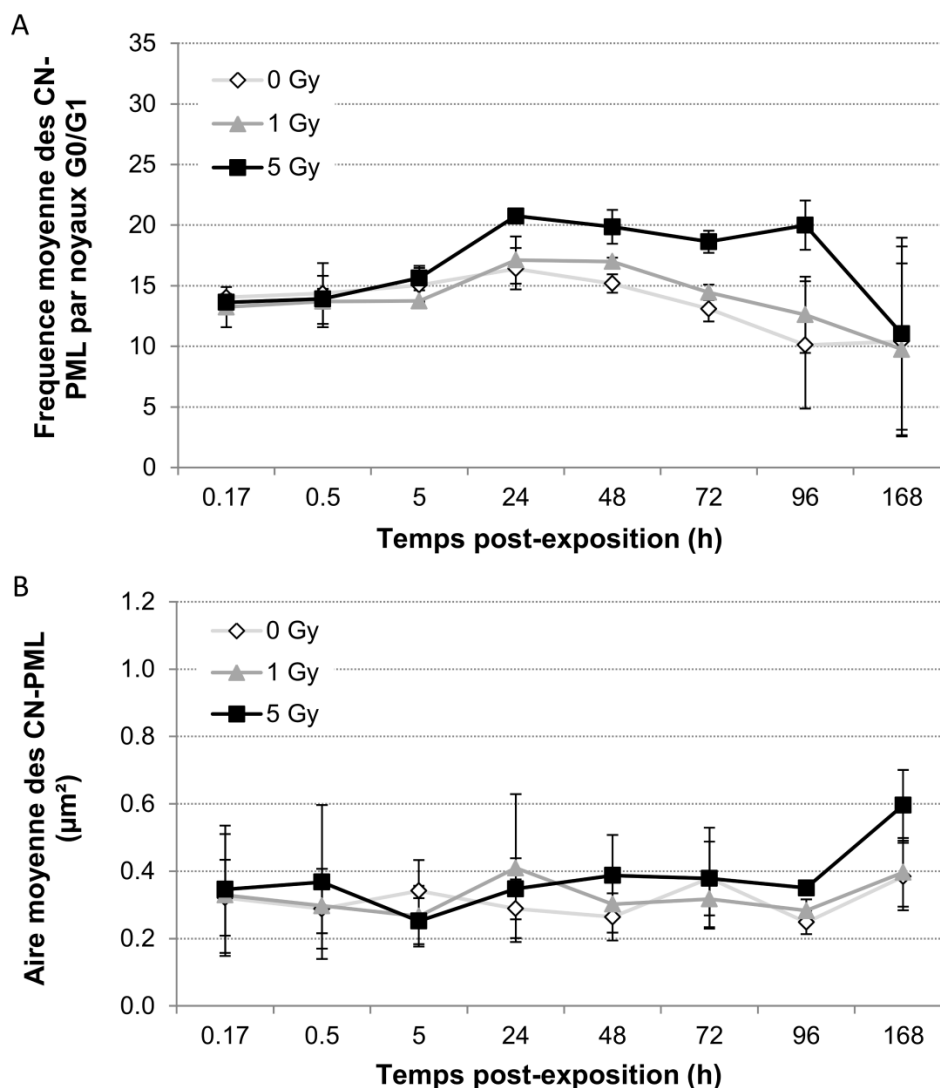 A
Frequence moyenne des CN-
PML par noyaux G0/G1
35
30
25
20
15
10
5
0
0 Gy
1 Gy
5 Gy
0.17 0.5 5 24 48 72 96 168
Temps post-exposition (h)
B
Aire moyenne des CN-PML
(µm²)
1.2
1.0
0.8
0.6
0.4
0.2
0.0
0 Gy
1 Gy
5 Gy
0.17 0.5 5 24 48 72 96 168
Temps post-exposition (h)